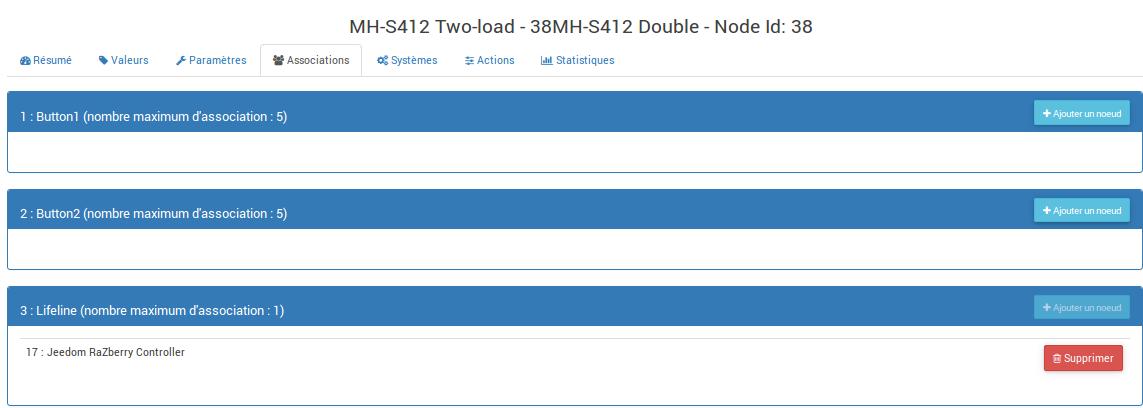 MH-S412 Two-load - 38MH-S412 Double - Node Id: 38
Résumé Valeurs Paramètres Associations Systèmes Actions Statistiques
1 : Button1 (nombre maximum d'association : 5) Ajouter un noeud
2 : Button2 (nombre maximum d'association : 5) Ajouter un noeud
3 : Lifeline (nombre maximum d'association : 1) Ajouter un noeud
17 : Jeedom RaZberry Controller Supprimer